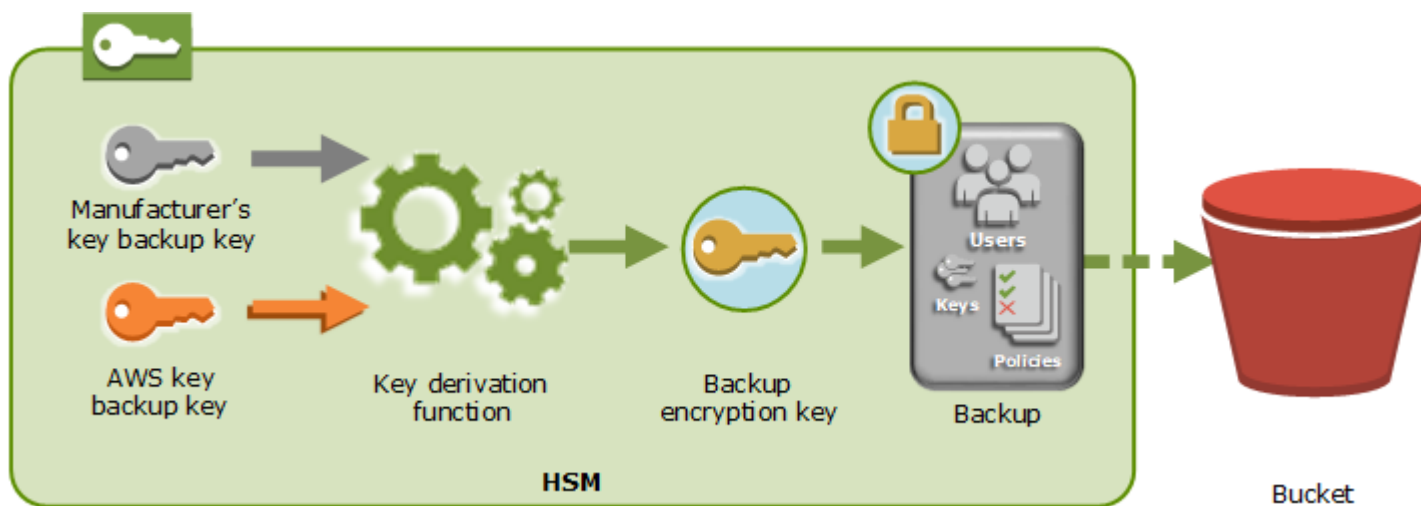 Manufacturer's
key backup key
AWS key
backup key
Key derivation
function
Backup
encryption key
Users
Keys
Policies
Backup
HSM
Bucket